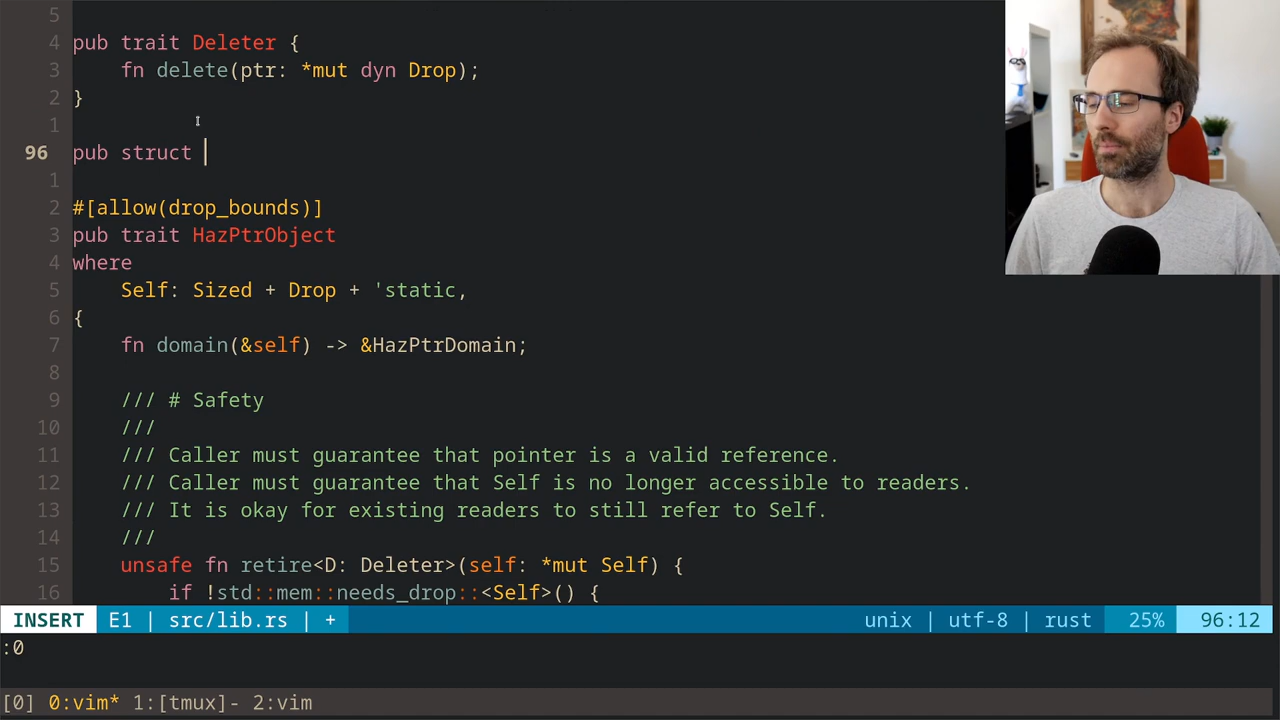 5
4 pub trait Deleter {
3     fn delete(ptr: *mut dyn Drop);
2 }
1
96 pub struct
1
2 #[allow(drop_bounds)]
3 pub trait HazPtrObject
4 where
5     Self: Sized + Drop + 'static,
6 {
7     fn domain(&self) -> &HazPtrDomain;
8
9     /// # Safety
10     ///
11     /// Caller must guarantee that pointer is a valid reference.
12     /// Caller must guarantee that Self is no longer accessible to readers.
13     /// It is okay for existing readers to still refer to Self.
14     ///
15     unsafe fn retire<D: Deleter>(self: *mut Self) {
16         if !std::mem::needs_drop::<Self>() {
INSERT E1 | src/lib.rs | + unix | utf-8 | rust 25% 96:12
:0
[0] 0:vim* 1:[tmux]- 2:vim